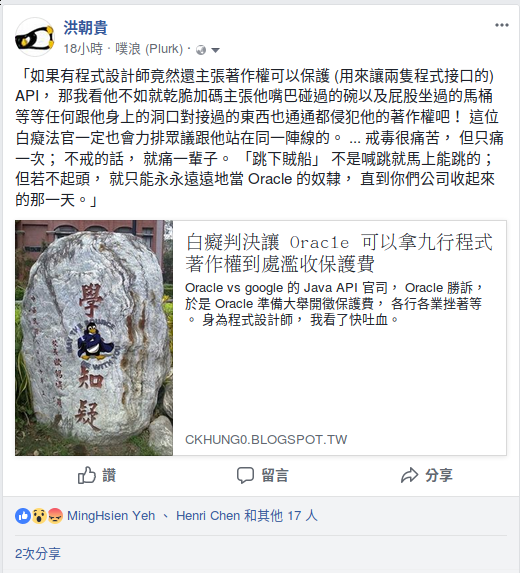 洪朝貴
18小時 · 噗浪 (Plurk) ·
「如果有程式設計師竟然還主張著作權可以保護 (用來讓兩隻程式接口的)
API， 那我看他不如就乾脆加碼主張他嘴巴碰過的碗以及屁股坐過的馬桶
等等任何跟他身上的洞口對接過的東西也通通都侵犯他的著作權吧！ 這位
白癡法官一定也會力排眾議跟他站在同一陣線的。 ... 戒毒很痛苦， 但只痛
一次； 不戒的話， 就痛一輩子。 「跳下賊船」 不是喊跳就馬上能跳的；
但若不起頭， 就只能永永遠遠地當 Oracle 的奴隸， 直到你們公司收起來
的那一天。」
學
知
疑
白癡判決讓 Oracle 可以拿九行程式
著作權到處濫收保護費
Oracle vs google 的 Java API 官司， Oracle 勝訴，
於是 Oracle 準備大舉開徵保護費， 各行各業挫著等
。 身為程式設計師， 我看了快吐血。
CKHUNG0.BLOGSPOT.TW
讚 留言 分享
MingHsien Yeh 、 Henri Chen 和其他 17 人
2次分享